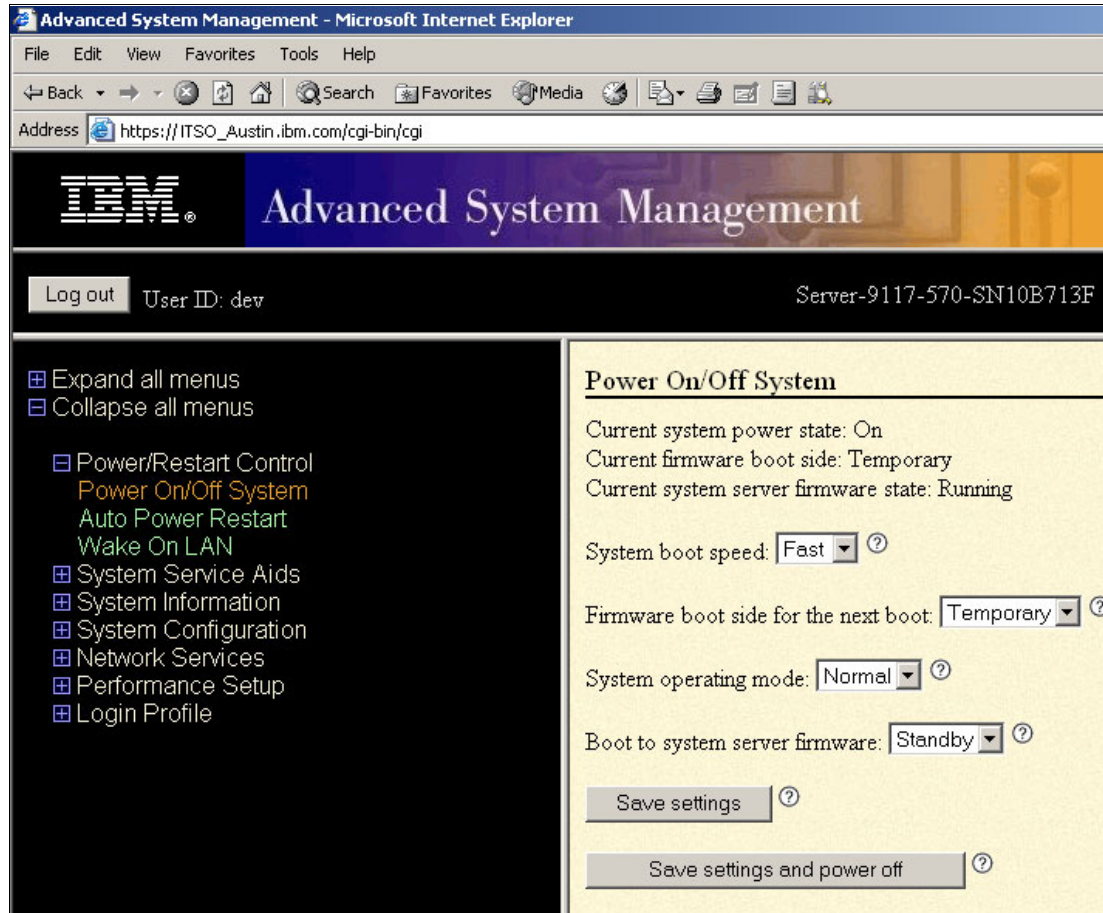 Advanced System Management - Microsoft Internet Explorer
File Edit View Favorites Tools Help
Back Search Favorites Media
Address https://ITSO_Austin.ibm.com/cgi-bin/cgi
IBM® Advanced System Management
Log out User ID: dev Server-9117-570-SN10B713F
Expand all menus
Collapse all menus
Power/Restart Control
Power On/Off System
Auto Power Restart
Wake On LAN
System Service Aids
System Information
System Configuration
Network Services
Performance Setup
Login Profile
Power On/Off System
Current system power state: On
Current firmware boot side: Temporary
Current system server firmware state: Running
System boot speed: Fast ?
Firmware boot side for the next boot: Temporary ?
System operating mode: Normal ?
Boot to system server firmware: Standby ?
Save settings ?
Save settings and power off ?